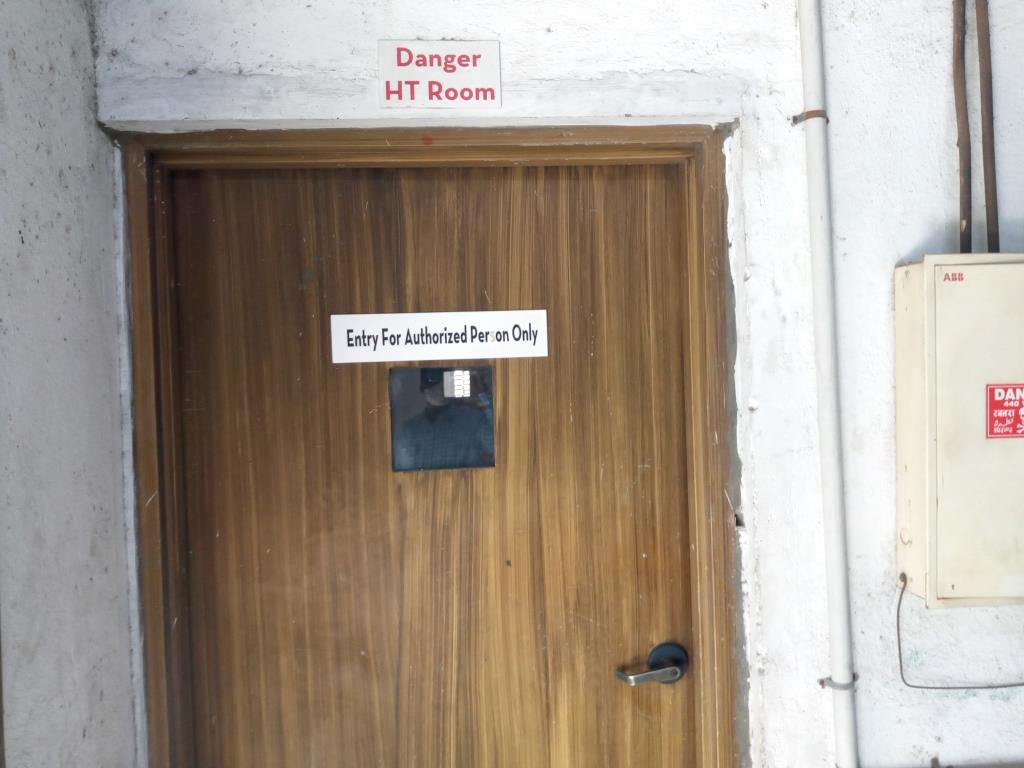 Danger
HT Room
Entry For Authorized Person Only
ABB
DAN
440